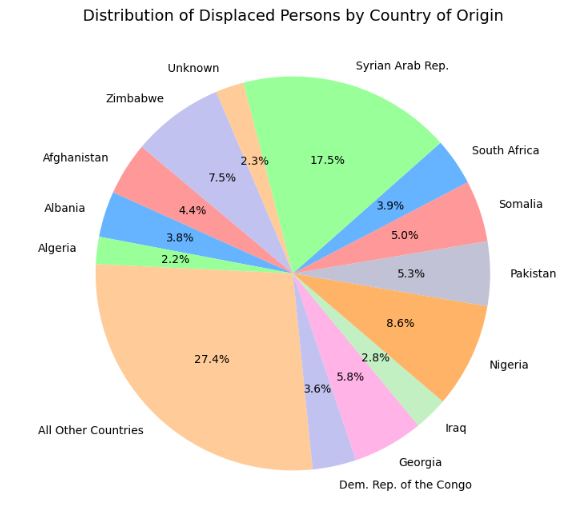 Distribution of Displaced Persons by Country of Origin
Syrian Arab Rep.
17.5%
Unknown
2.3%
Zimbabwe
7.5%
Afghanistan
4.4%
Albania
3.8%
Algeria
2.2%
All Other Countries
27.4%
Dem. Rep. of the Congo
3.6%
Georgia
5.8%
Iraq
2.8%
Nigeria
8.6%
Pakistan
5.3%
Somalia
5.0%
South Africa
3.9%